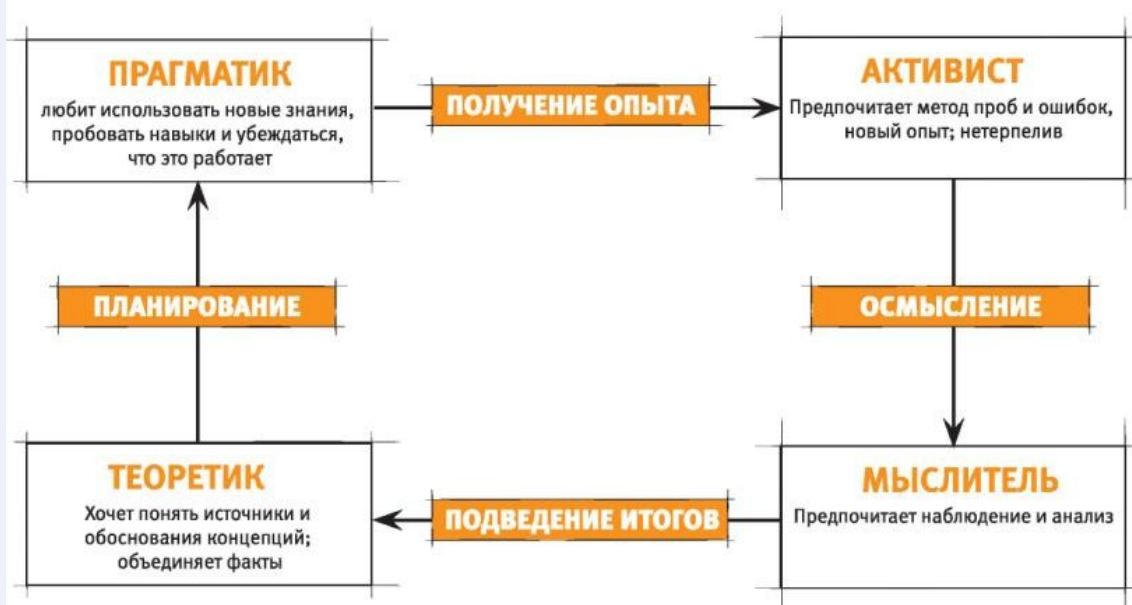 ПРАГМАТИК
любит использовать новые знания,
пробовать навыки и убеждаться,
что это работает
ПОЛУЧЕНИЕ ОПЫТА
АКТИВИСТ
Предпочитает метод проб и ошибок,
новый опыт; нетерпелив
ПЛАНИРОВАНИЕ
ОСМЫСЛЕНИЕ
ТЕОРЕТИК
Хочет понять источники и
обоснования концепций;
объединяет факты
ПОДВЕДЕНИЕ ИТОГОВ
МЫСЛИТЕЛЬ
Предпочитает наблюдение и анализ